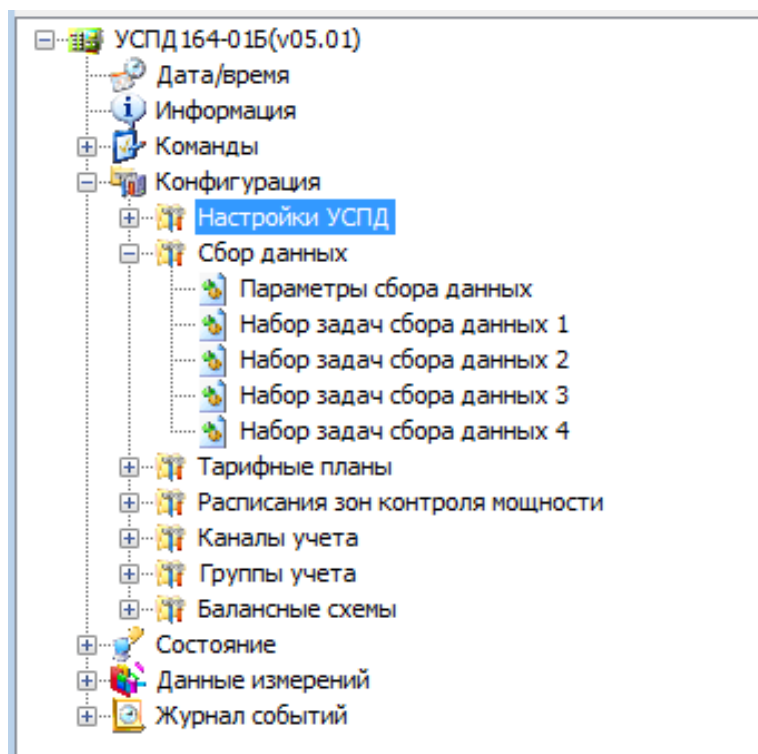 УСПД164-01Б(v05.01)
Дата/время
Информация
Команды
Конфигурация
Настройки УСПД
Сбор данных
Параметры сбора данных
Набор задач сбора данных 1
Набор задач сбора данных 2
Набор задач сбора данных 3
Набор задач сбора данных 4
Тарифные планы
Расписания зон контроля мощности
Каналы учета
Группы учета
Балансные схемы
Состояние
Данные измерений
Журнал событий